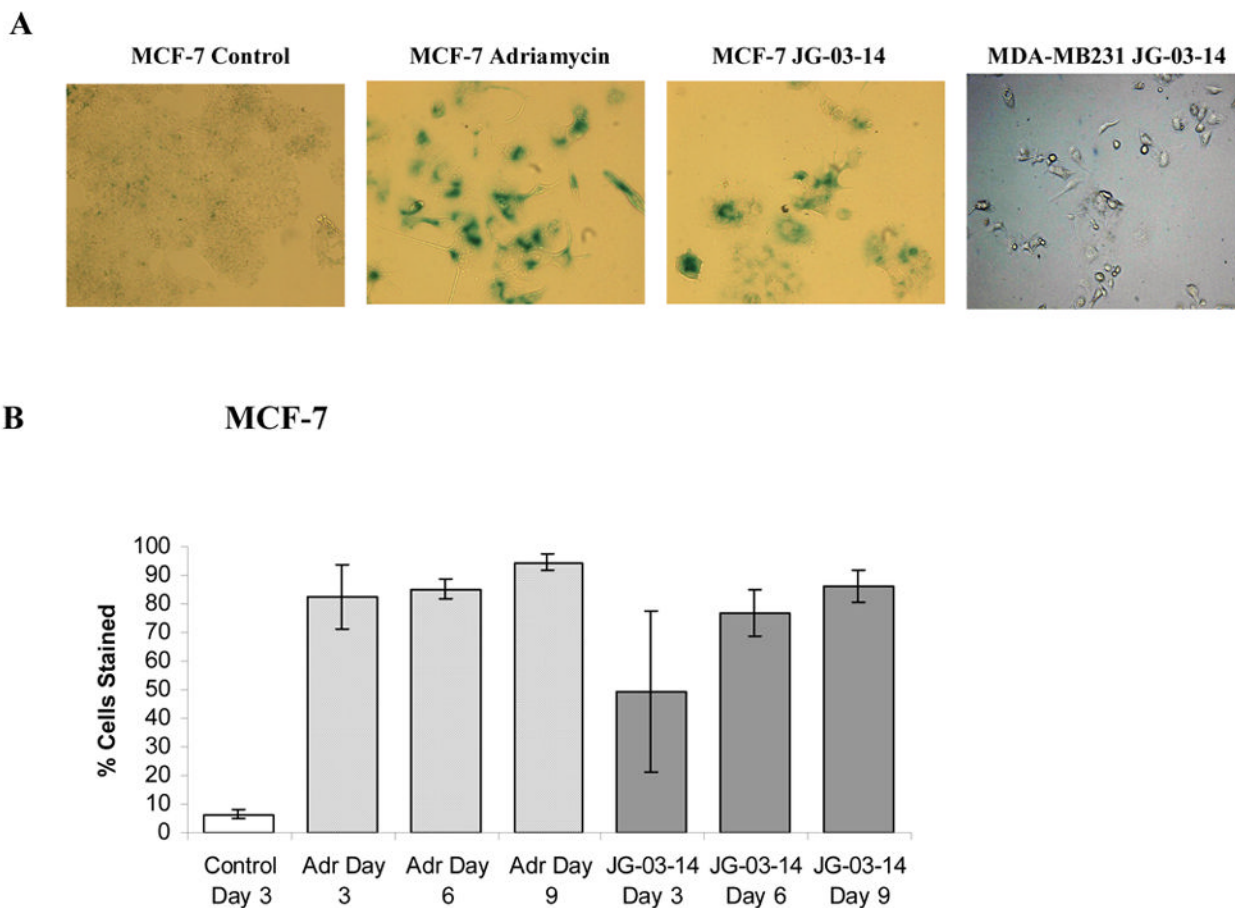 A
MCF-7 Control
MCF-7 Adriamycin
MCF-7 JG-03-14
MDA-MB231 JG-03-14
B
MCF-7
% Cells Stained
100
90
80
70
60
50
40
30
20
10
0
Control
Day 3
Adr Day
3
Adr Day
6
Adr Day
9
JG-03-14
Day 3
JG-03-14
Day 6
JG-03-14
Day 9